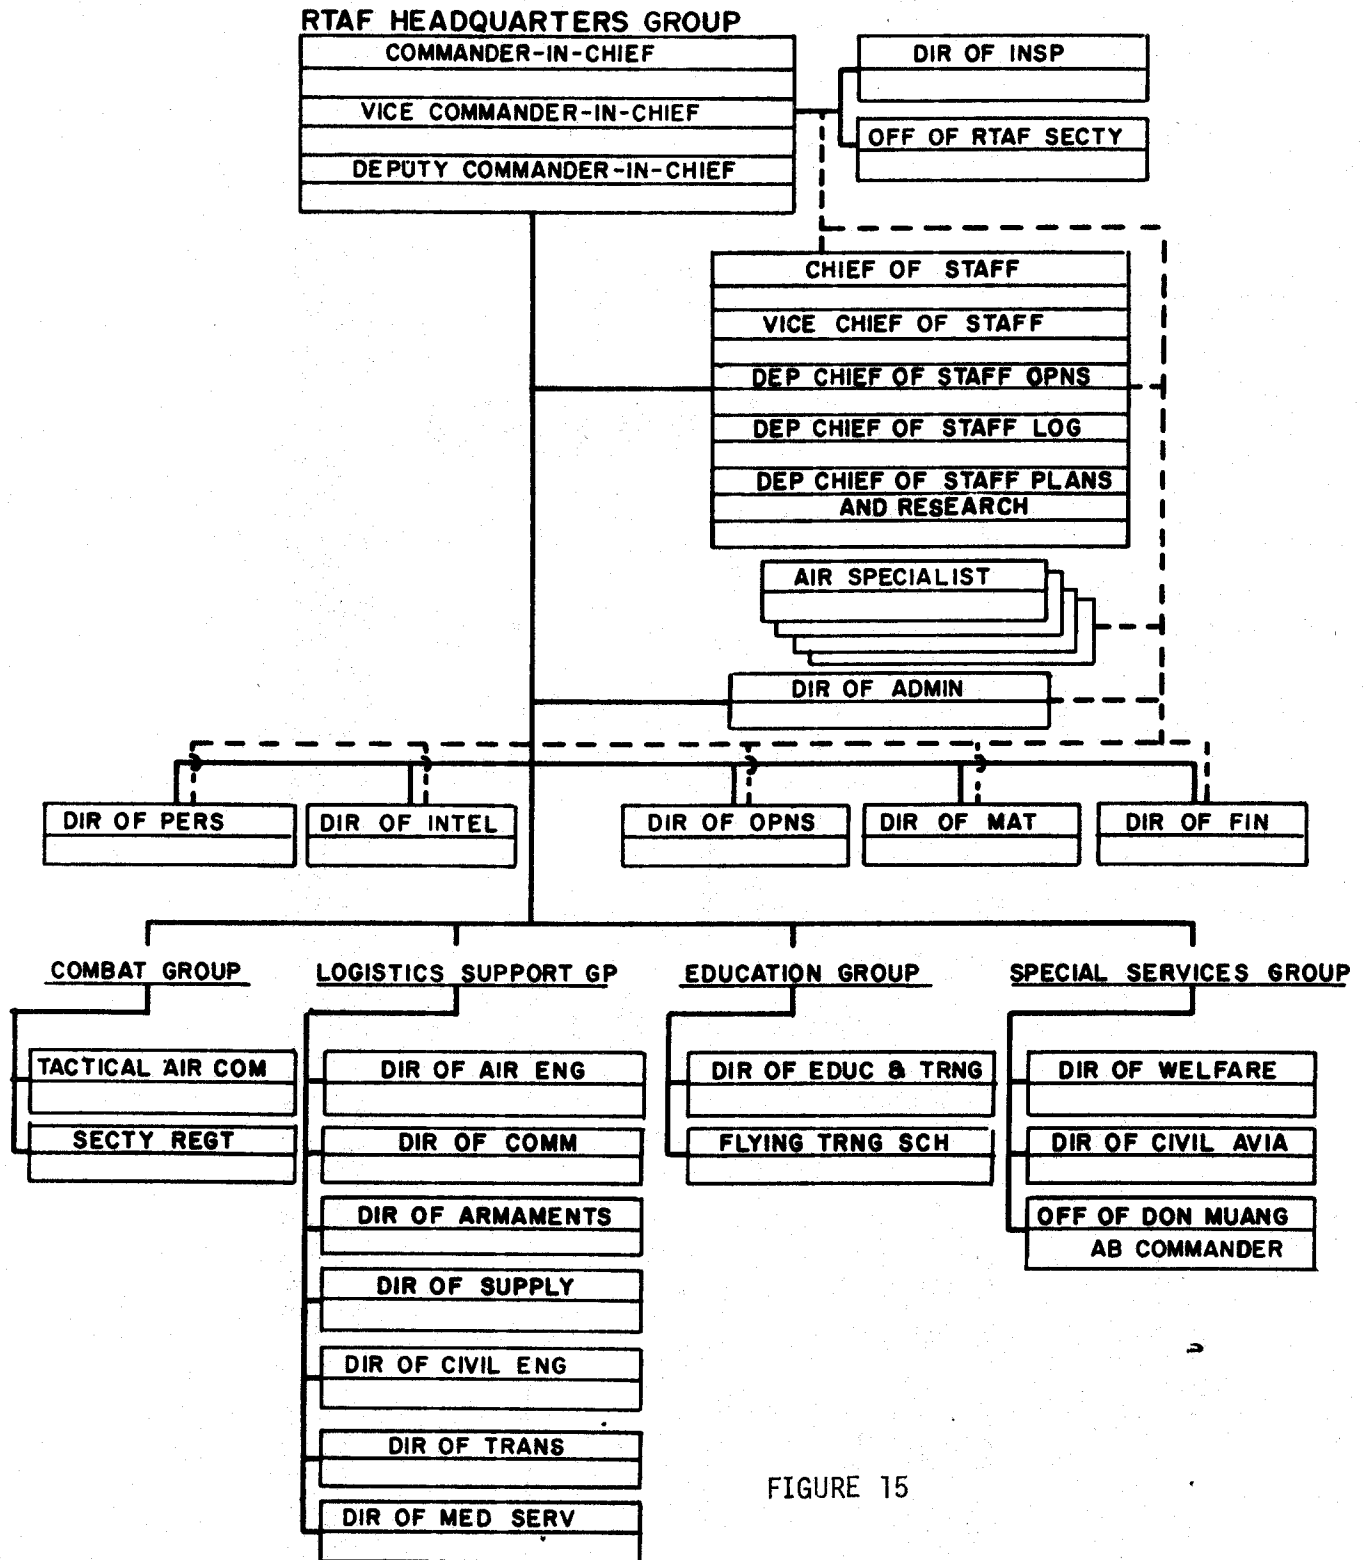 RTAF HEADQUARTERS GROUP
COMMANDER-IN-CHIEF
VICE COMMANDER-IN-CHIEF
DEPUTY COMMANDER-IN-CHIEF
DIR OF INSP
OFF OF RTAF SECTY
CHIEF OF STAFF
VICE CHIEF OF STAFF
DEP CHIEF OF STAFF OPNS
DEP CHIEF OF STAFF LOG
DEP CHIEF OF STAFF PLANS
AND RESEARCH
AIR SPECIALIST
DIR OF ADMIN
DIR OF PERS
DIR OF INTEL
DIR OF OPNS
DIR OF MAT
DIR OF FIN
COMBAT GROUP
TACTICAL AIR COM
SECTY REGT
LOGISTICS SUPPORT GP
DIR OF AIR ENG
DIR OF COMM
DIR OF ARMAMENTS
DIR OF SUPPLY
DIR OF CIVIL ENG
DIR OF TRANS
DIR OF MED SERV
EDUCATION GROUP
DIR OF EDUC & TRNG
FLYING TRNG SCH
SPECIAL SERVICES GROUP
DIR OF WELFARE
DIR OF CIVIL AVIA
OFF OF DON MUANG
AB COMMANDER
FIGURE 15